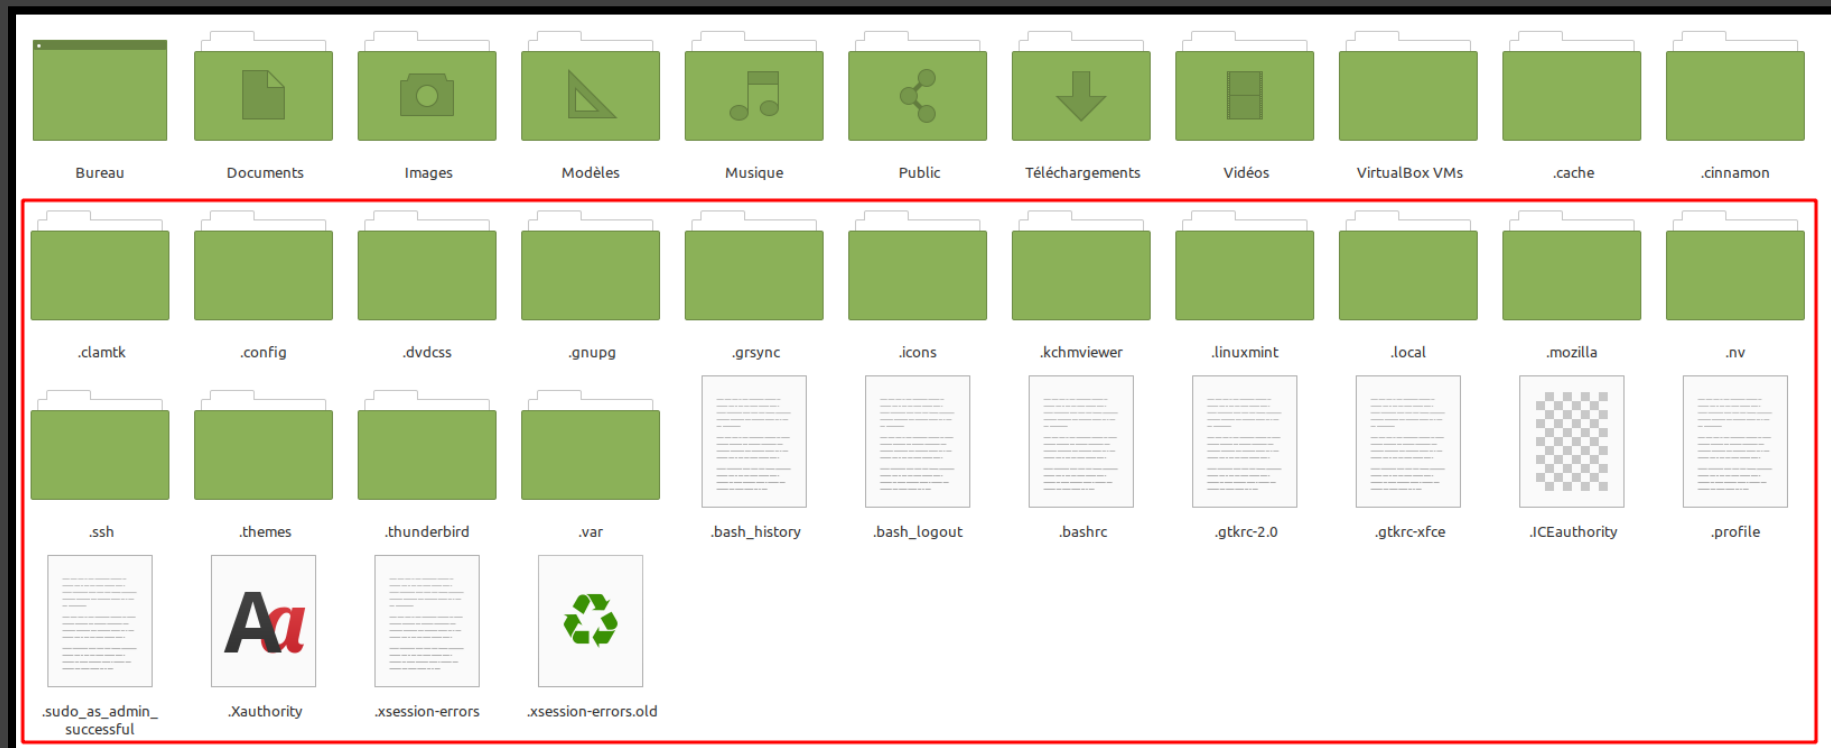 Bureau
Documents
Images
Modèles
Musique
Public
Téléchargements
Vidéos
VirtualBox VMs
.cache
.cinnamon
.clamtk
.config
.dvdcss
.gnupg
.grsync
.icons
.kchmviewer
.linuxmint
.local
.mozilla
.nv
.ssh
.themes
.thunderbird
.var
.bash_history
.bash_logout
.bashrc
.gtkrc-2.0
.gtkrc-xfce
.ICEauthority
.profile
.sudo_as_admin_
successful
.Xauthority
.xsession-errors
.xsession-errors.old